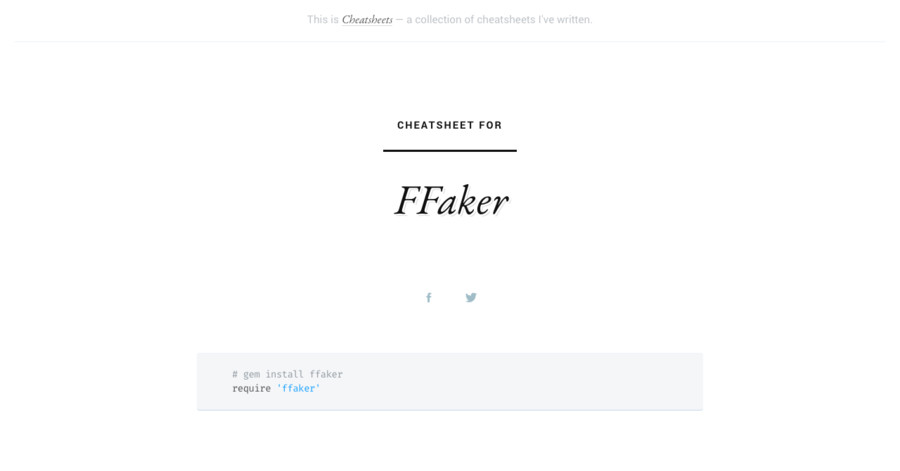 This is Cheatsheets — a collection of cheatsheets I've written.
CHEATSHEET FOR
FFaker
# gem install ffaker
require 'ffaker'